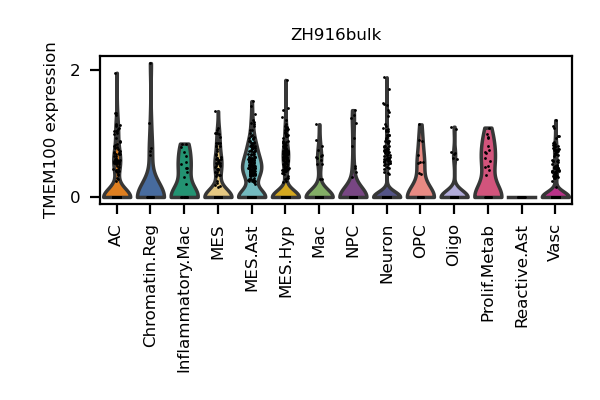 ZH916bulk
TMEM100 expression
2
0
AC
Chromatin.Reg
Inflammatory.Mac
MES
MES.Ast
MES.Hyp
Mac
NPC
Neuron
OPC
Oligo
Prolif.Metab
Reactive.Ast
Vasc